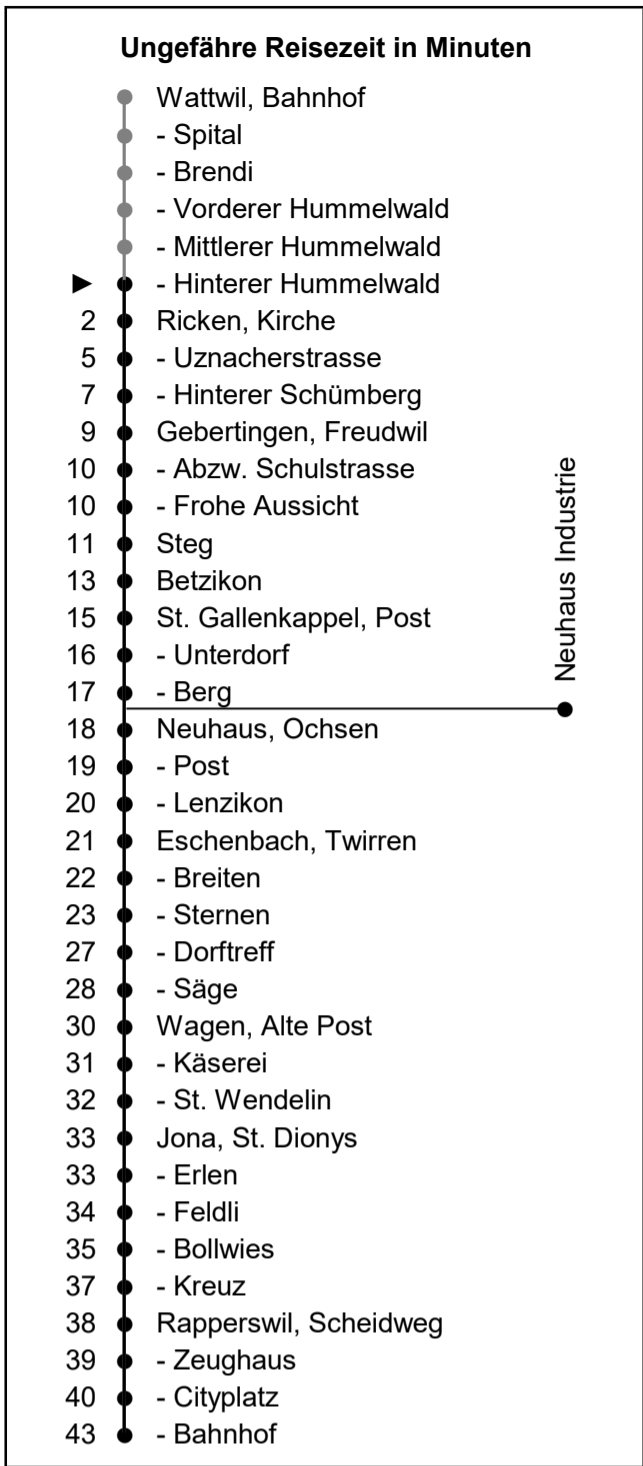 Ungefähre Reisezeit in Minuten
Wattwil, Bahnhof
- Spital
- Brendi
- Vorderer Hummelwald
- Mittlerer Hummelwald
► - Hinterer Hummelwald
2 Ricken, Kirche
5 - Uznacherstrasse
7 - Hinterer Schümberg
9 Gebertingen, Freudwil
10 - Abzw. Schulstrasse
10 - Frohe Aussicht
11 Steg
13 Betzikon
15 St. Gallenkappel, Post
16 - Unterdorf
17 - Berg
Neuhaus Industrie
18 Neuhaus, Ochsen
19 - Post
20 - Lenzikon
21 Eschenbach, Twirren
22 - Breiten
23 - Sternen
27 - Dorftreff
28 - Säge
30 Wagen, Alte Post
31 - Käserei
32 - St. Wendelin
33 Jona, St. Dionys
33 - Erlen
34 - Feldli
35 - Bollwies
37 - Kreuz
38 Rapperswil, Scheidweg
39 - Zeughaus
40 - Cityplatz
43 - Bahnhof